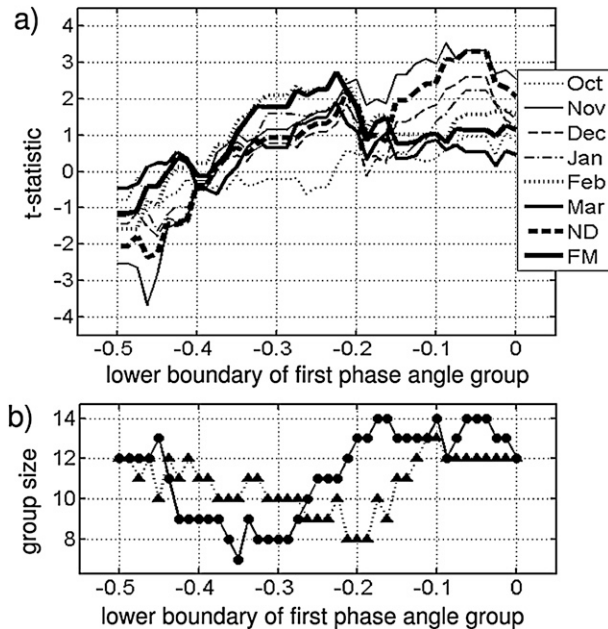 a)
4
3
2
1
0
-1
-2
-3
-4
t-statistic
-0.5 -0.4 -0.3 -0.2 -0.1 0
lower boundary of first phase angle group
Oct
Nov
Dec
Jan
Feb
Mar
ND
FM
b)
14
12
10
8
group size
-0.5 -0.4 -0.3 -0.2 -0.1 0
lower boundary of first phase angle group